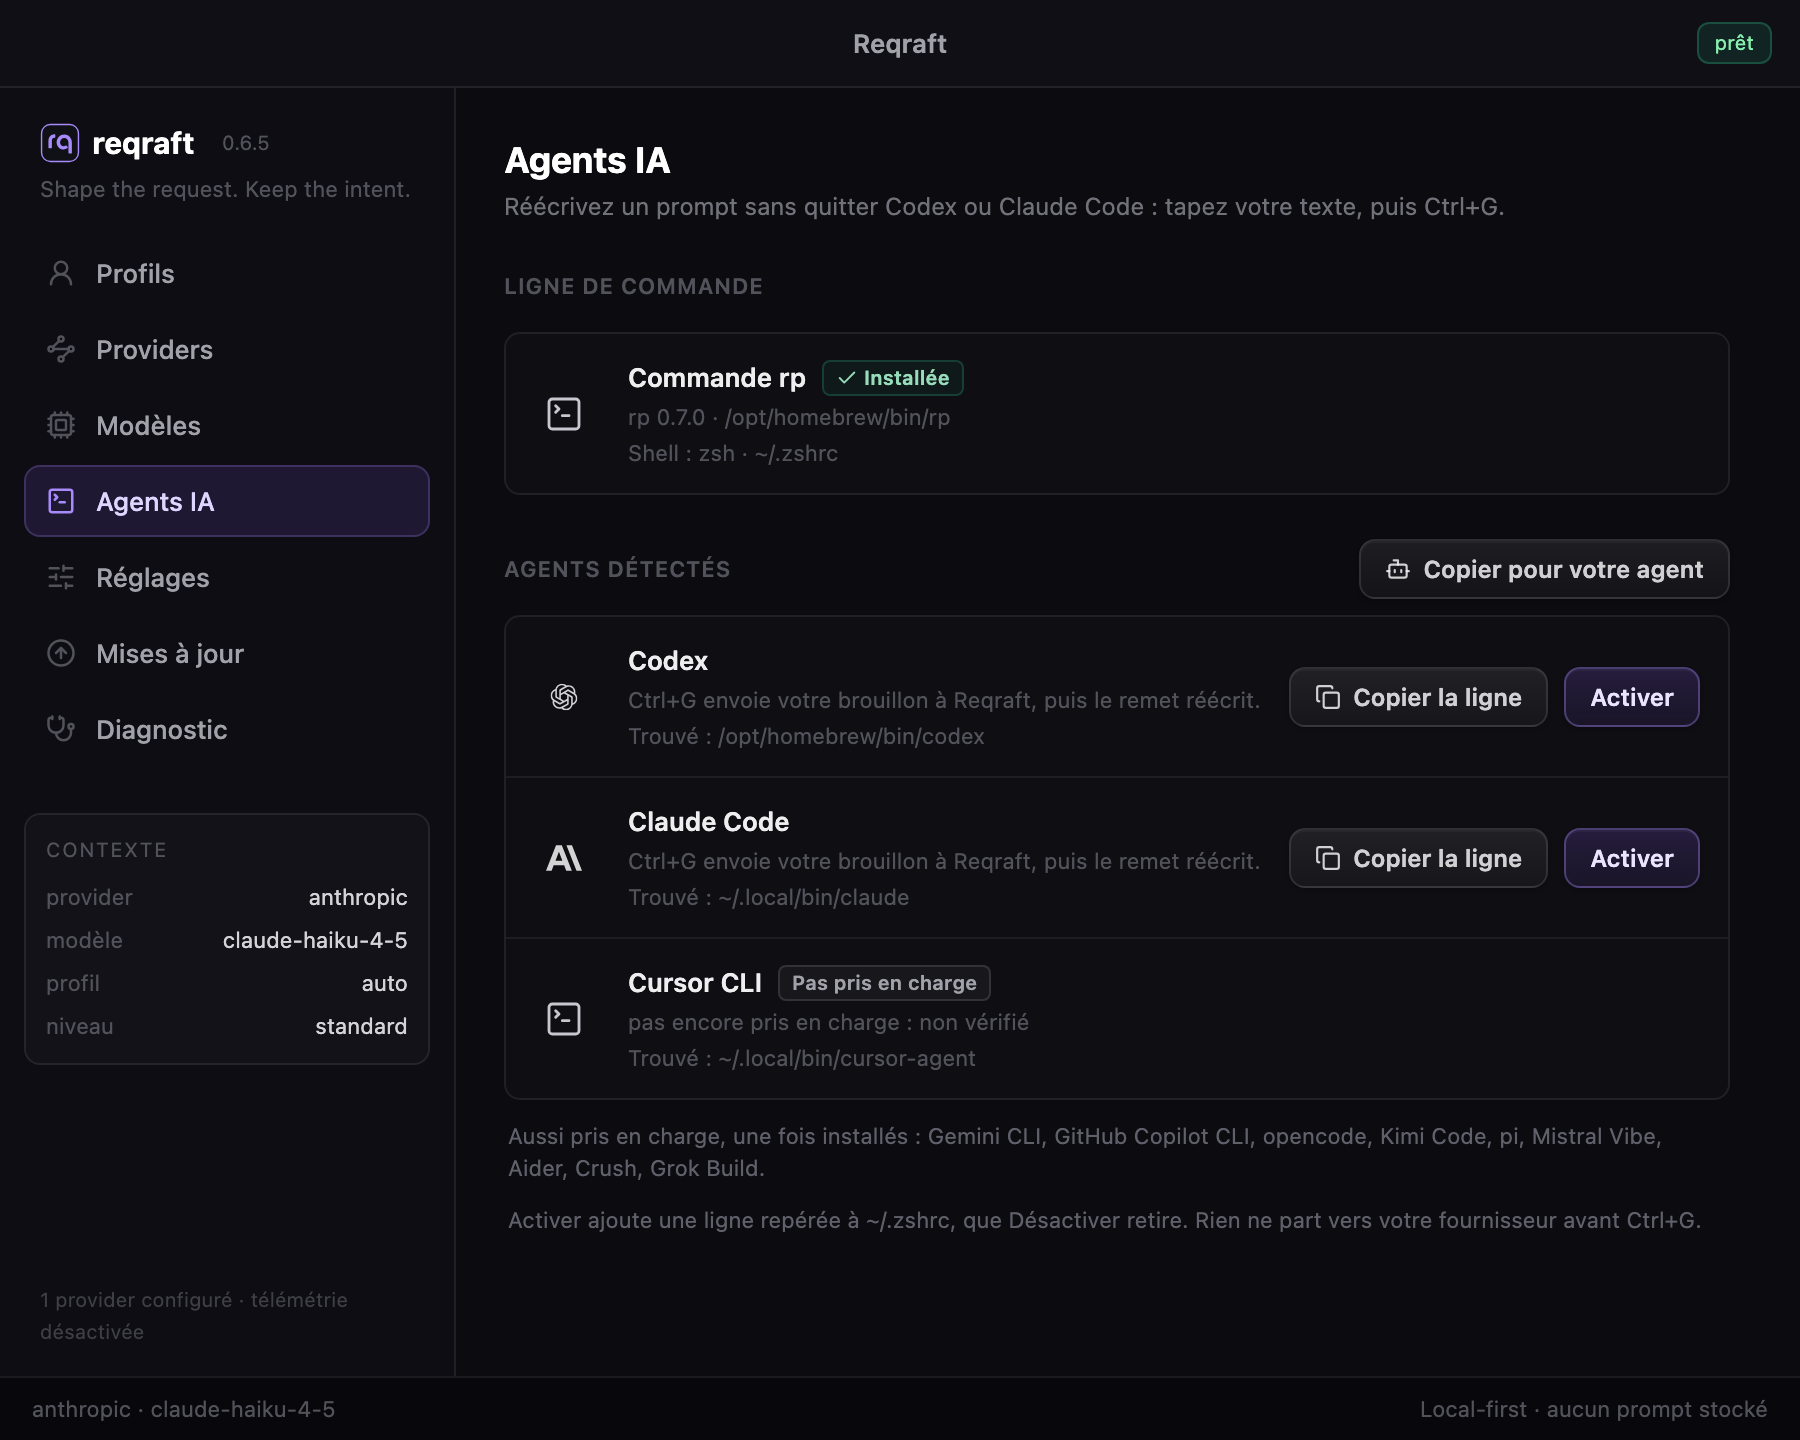 Reqraft
prêt
reqraft 0.6.5
Shape the request. Keep the intent.
Profils
Providers
Modèles
Agents IA
Réglages
Mises à jour
Diagnostic
CONTEXTE
provider anthropic
modèle claude-haiku-4-5
profil auto
niveau standard
1 provider configuré · télémétrie
désactivée
Agents IA
Réécrivez un prompt sans quitter Codex ou Claude Code : tapez votre texte, puis Ctrl+G.
LIGNE DE COMMANDE
Commande rp Installée
rp 0.7.0 · /opt/homebrew/bin/rp
Shell : zsh · ~/.zshrc
AGENTS DÉTECTÉS
Copier pour votre agent
Codex
Ctrl+G envoie votre brouillon à Reqraft, puis le remet réécrit.
Trouvé : /opt/homebrew/bin/codex
Copier la ligne
Activer
Claude Code
Ctrl+G envoie votre brouillon à Reqraft, puis le remet réécrit.
Trouvé : ~/.local/bin/claude
Copier la ligne
Activer
Cursor CLI Pas pris en charge
pas encore pris en charge : non vérifié
Trouvé : ~/.local/bin/cursor-agent
Aussi pris en charge, une fois installés : Gemini CLI, GitHub Copilot CLI, opencode, Kimi Code, pi, Mistral Vibe,
Aider, Crush, Grok Build.
Activer ajoute une ligne repérée à ~/.zshrc, que Désactiver retire. Rien ne part vers votre fournisseur avant Ctrl+G.
anthropic · claude-haiku-4-5
Local-first · aucun prompt stocké